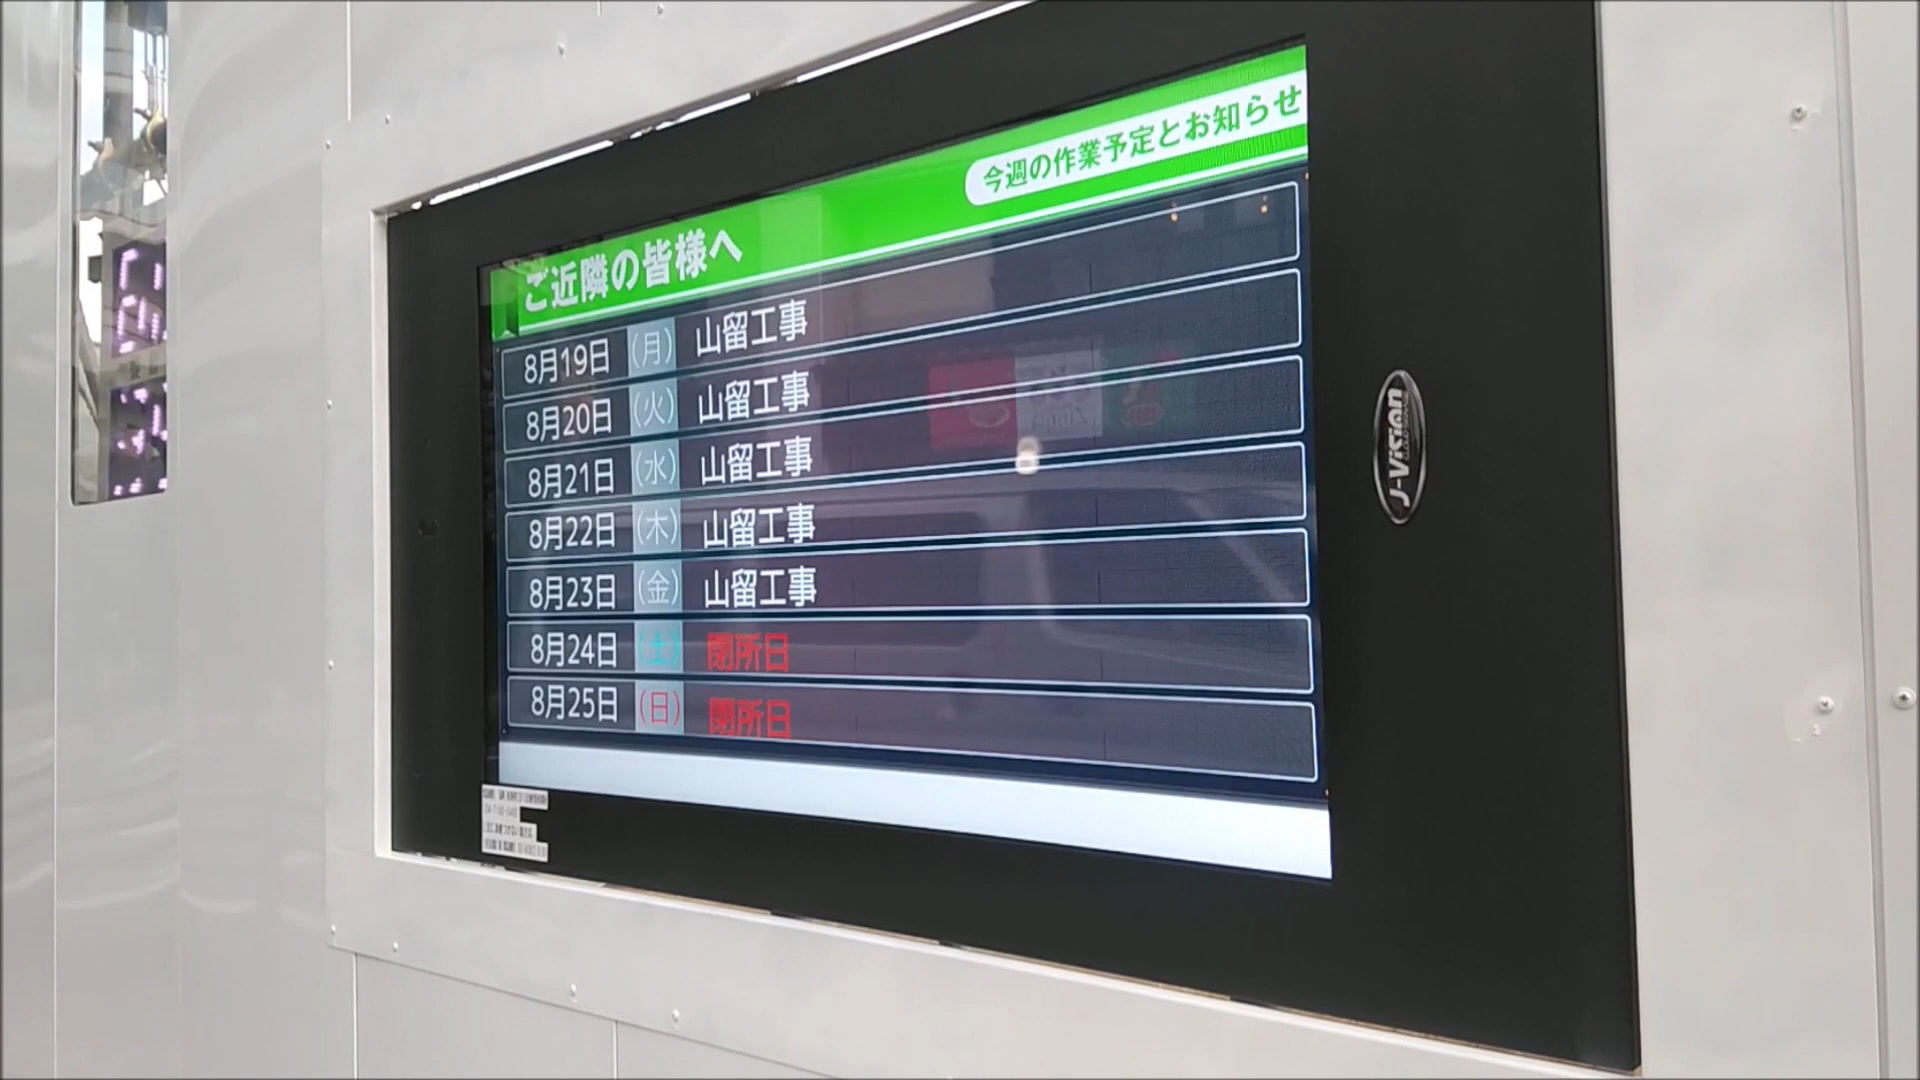 今週の作業予定とお知らせ
ご近隣の皆様へ
8月19日 (月) 山留工事
8月20日 (火) 山留工事
8月21日 (水) 山留工事
8月22日 (木) 山留工事
8月23日 (金) 山留工事
8月24日 (土) 閉所日
8月25日 (日) 閉所日
J-Vision